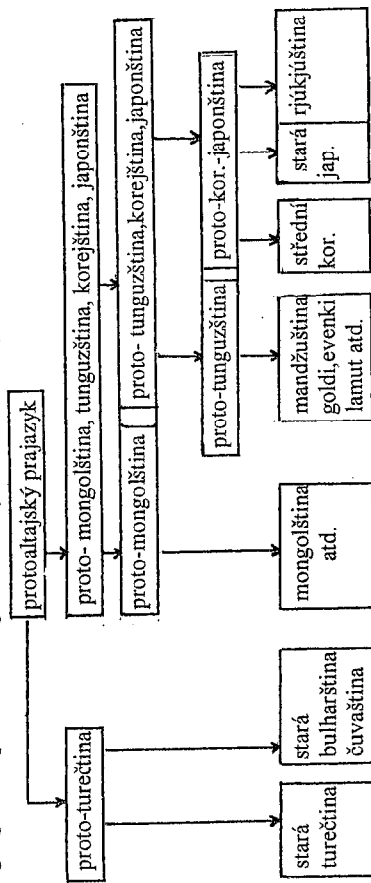 protoaltajský prajazyk
proto-turečtina
proto- mongolština, tunguzština, korejština, japonština
proto-mongolština
proto- tunguzština,korejština,japonština
proto-tunguzština
proto-kor.-japonština
stará
turečtina
stará
bulharština
čuvaština
mongolština
atd.
mandžuština
goldi,evenki
lamut atd.
střední
kor.
stará
jap.
rjúkjúština